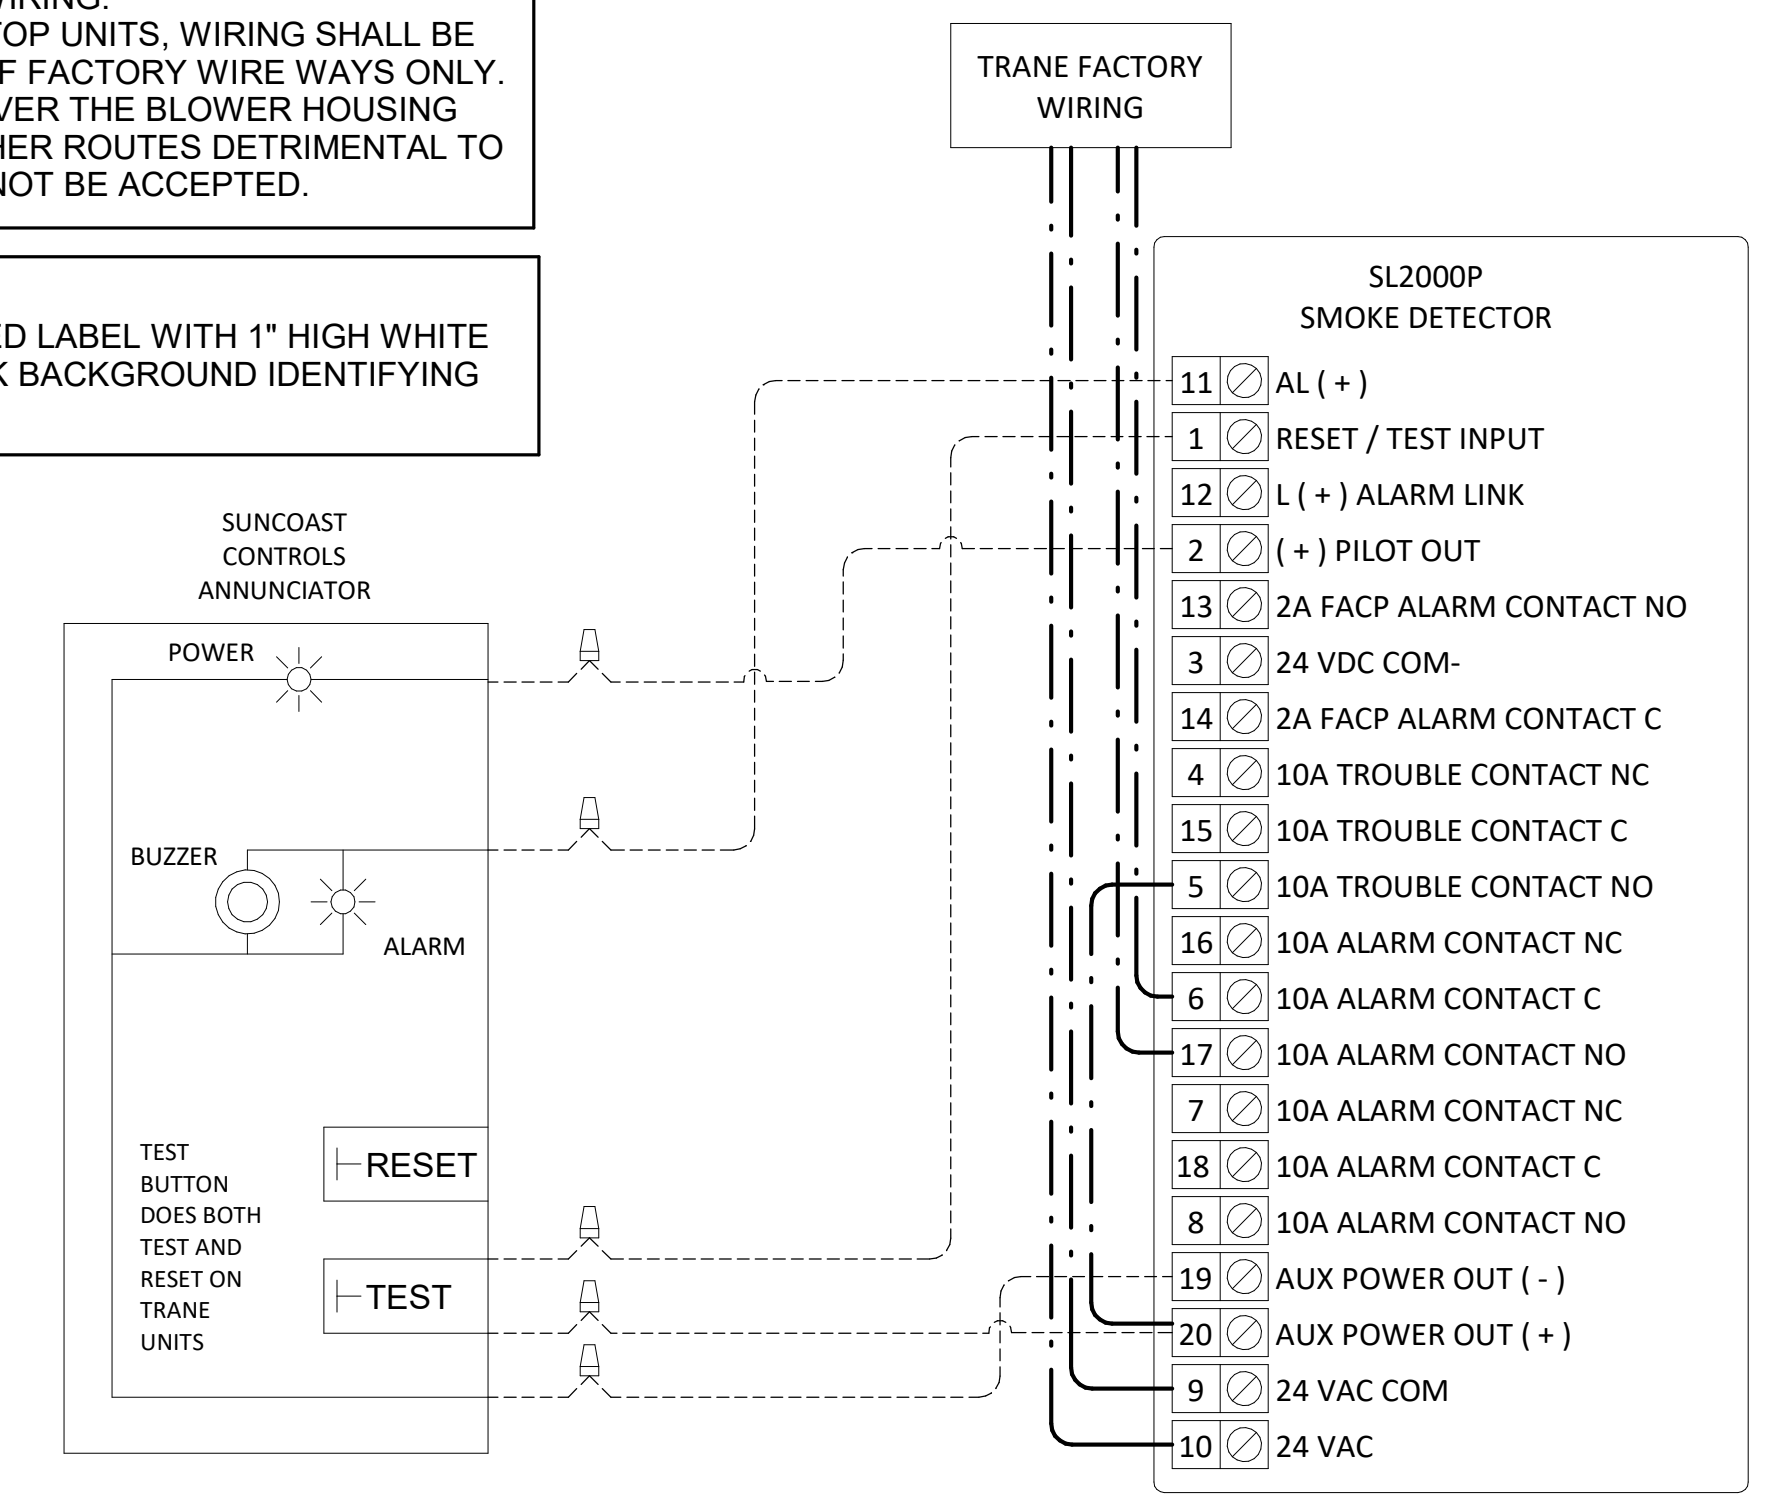 WIRING.
TOP UNITS, WIRING SHALL BE
F FACTORY WIRE WAYS ONLY.
VER THE BLOWER HOUSING
HER ROUTES DETRIMENTAL TO
NOT BE ACCEPTED.
ED LABEL WITH 1" HIGH WHITE
K BACKGROUND IDENTIFYING
TRANE FACTORY
WIRING
SUNCOAST
CONTROLS
ANNUNCIATOR
POWER
BUZZER
ALARM
TEST
BUTTON
DOES BOTH
TEST AND
RESET ON
TRANE
UNITS
RESET
TEST
SL2000P
SMOKE DETECTOR
11 AL ( + )
1 RESET / TEST INPUT
12 L ( + ) ALARM LINK
2 ( + ) PILOT OUT
13 2A FACP ALARM CONTACT NO
3 24 VDC COM-
14 2A FACP ALARM CONTACT C
4 10A TROUBLE CONTACT NC
15 10A TROUBLE CONTACT C
5 10A TROUBLE CONTACT NO
16 10A ALARM CONTACT NC
6 10A ALARM CONTACT C
17 10A ALARM CONTACT NO
7 10A ALARM CONTACT NC
18 10A ALARM CONTACT C
8 10A ALARM CONTACT NO
19 AUX POWER OUT ( - )
20 AUX POWER OUT ( + )
9 24 VAC COM
10 24 VAC